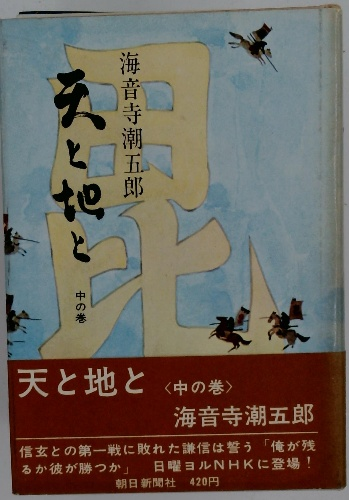 海音寺潮五郎
天と地と
中の巻
毘
天と地と〈中の巻〉
海音寺潮五郎
信玄との第一戦に敗れた謙信は誓う「俺が残
るか彼が勝つか」 日曜ヨルNHKに登場！
朝日新聞社 420円